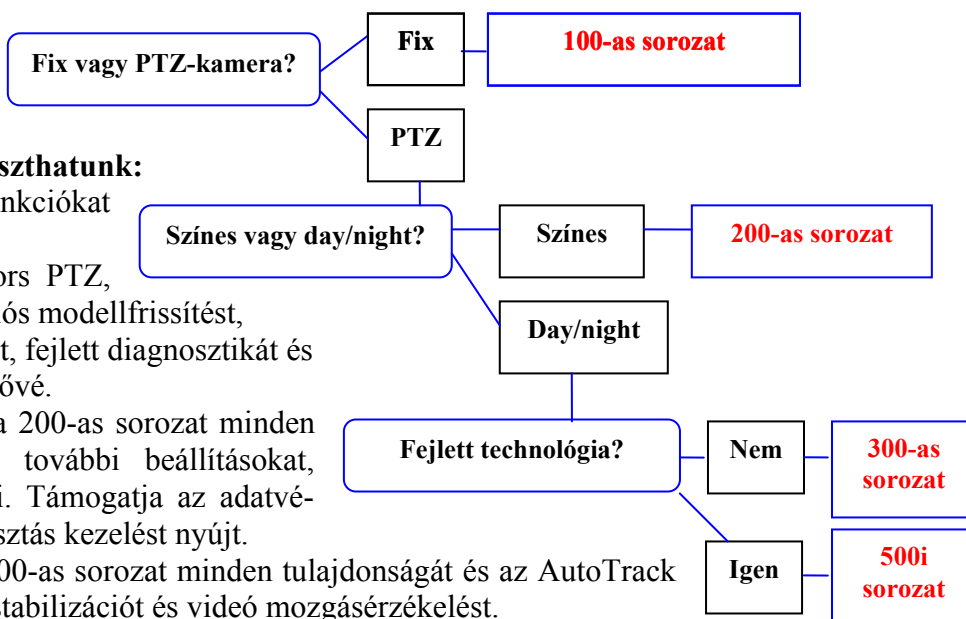 Fix
100-as sorozat
Fix vagy PTZ-kamera?
PTZ
szthatunk:
nkciókat
Színes vagy day/night?
Színes
200-as sorozat
ors PTZ,
iós modellfrissítést,
Day/night
t, fejlett diagnosztikát és
ővé.
a 200-as sorozat minden
további beállításokat,
Fejlett technológia?
Nem
300-as
sorozat
i. Támogatja az adatvé-
sztás kezelést nyújt.
Igen
500i
sorozat
00-as sorozat minden tulajdonságát és az AutoTrack
stabilizációt és videó mozgásérzékelést.